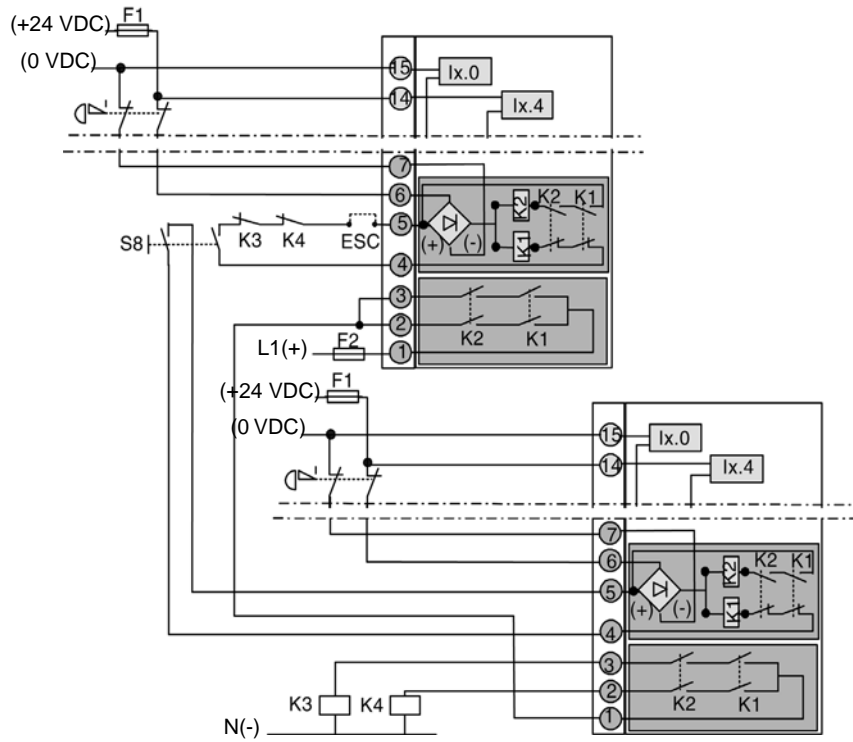 (+24 VDC) F1
(0 VDC)
15 Ix.0
14 Ix.4
7
6
K2 K2 K1
S8 K3 K4 ESC 5 (+) (-)
K1
4
3
2
K2 K1
L1(+) F2 1
(+24 VDC) F1
(0 VDC)
15 Ix.0
14 Ix.4
7
6
K2 K2 K1
5 (+) (-)
K1
4
3
K3 K4 2
K2 K1
1
N(-)